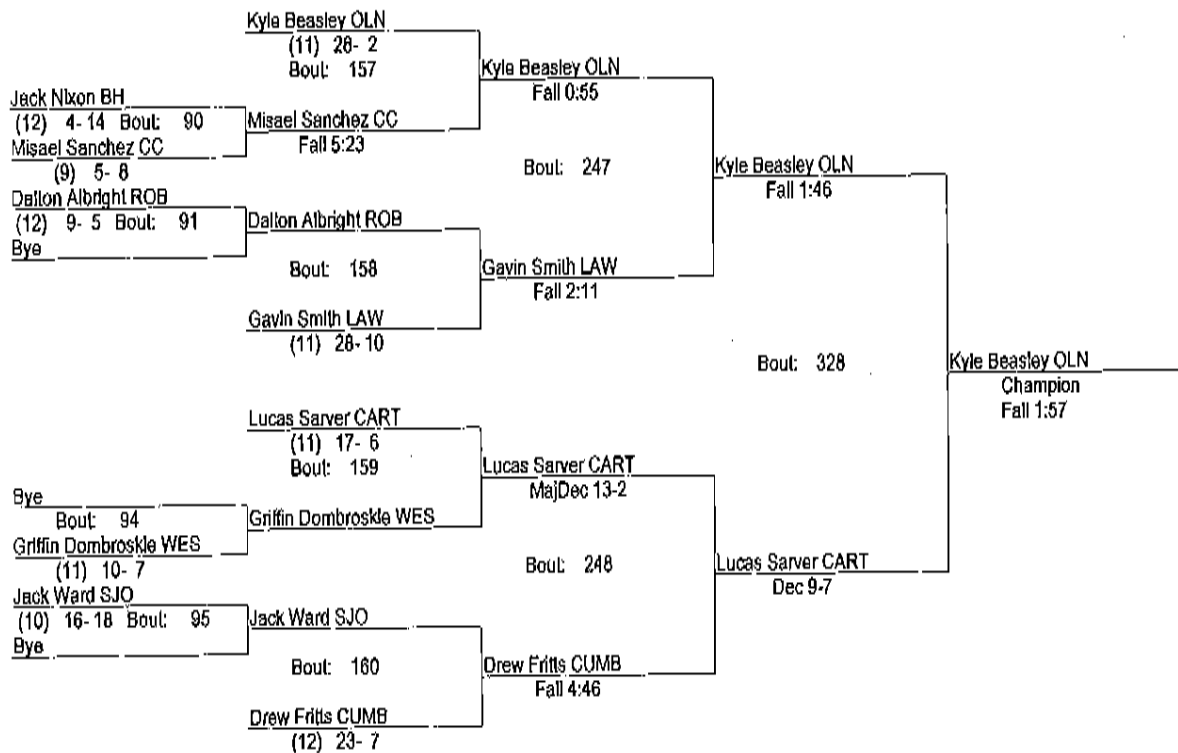 Kyle Beasley OLN
(11) 28- 2
Bout: 157
Kyle Beasley OLN
Fall 0:55
Jack Nixon BH
(12) 4- 14 Bout: 90
Misael Sanchez CC
Fall 5:23
Misael Sanchez CC
(9) 5- 8
Bout: 247
Kyle Beasley OLN
Fall 1:46
Dalton Albright ROB
(12) 9- 5 Bout: 91
Dalton Albright ROB
Bye
Bout: 158
Gavin Smith LAW
Fall 2:11
Gavin Smith LAW
(11) 28- 10
Bout: 328
Kyle Beasley OLN
Champion
Fall 1:57
Lucas Sarver CART
(11) 17- 6
Bout: 159
Lucas Sarver CART
MajDec 13-2
Bye
Bout: 94
Griffin Dombroskie WES
Griffin Dombroskie WES
(11) 10- 7
Bout: 248
Lucas Sarver CART
Dec 9-7
Jack Ward SJO
(10) 16- 18 Bout: 95
Jack Ward SJO
Bye
Bout: 160
Drew Fritts CUMB
Fall 4:46
Drew Fritts CUMB
(12) 23- 7